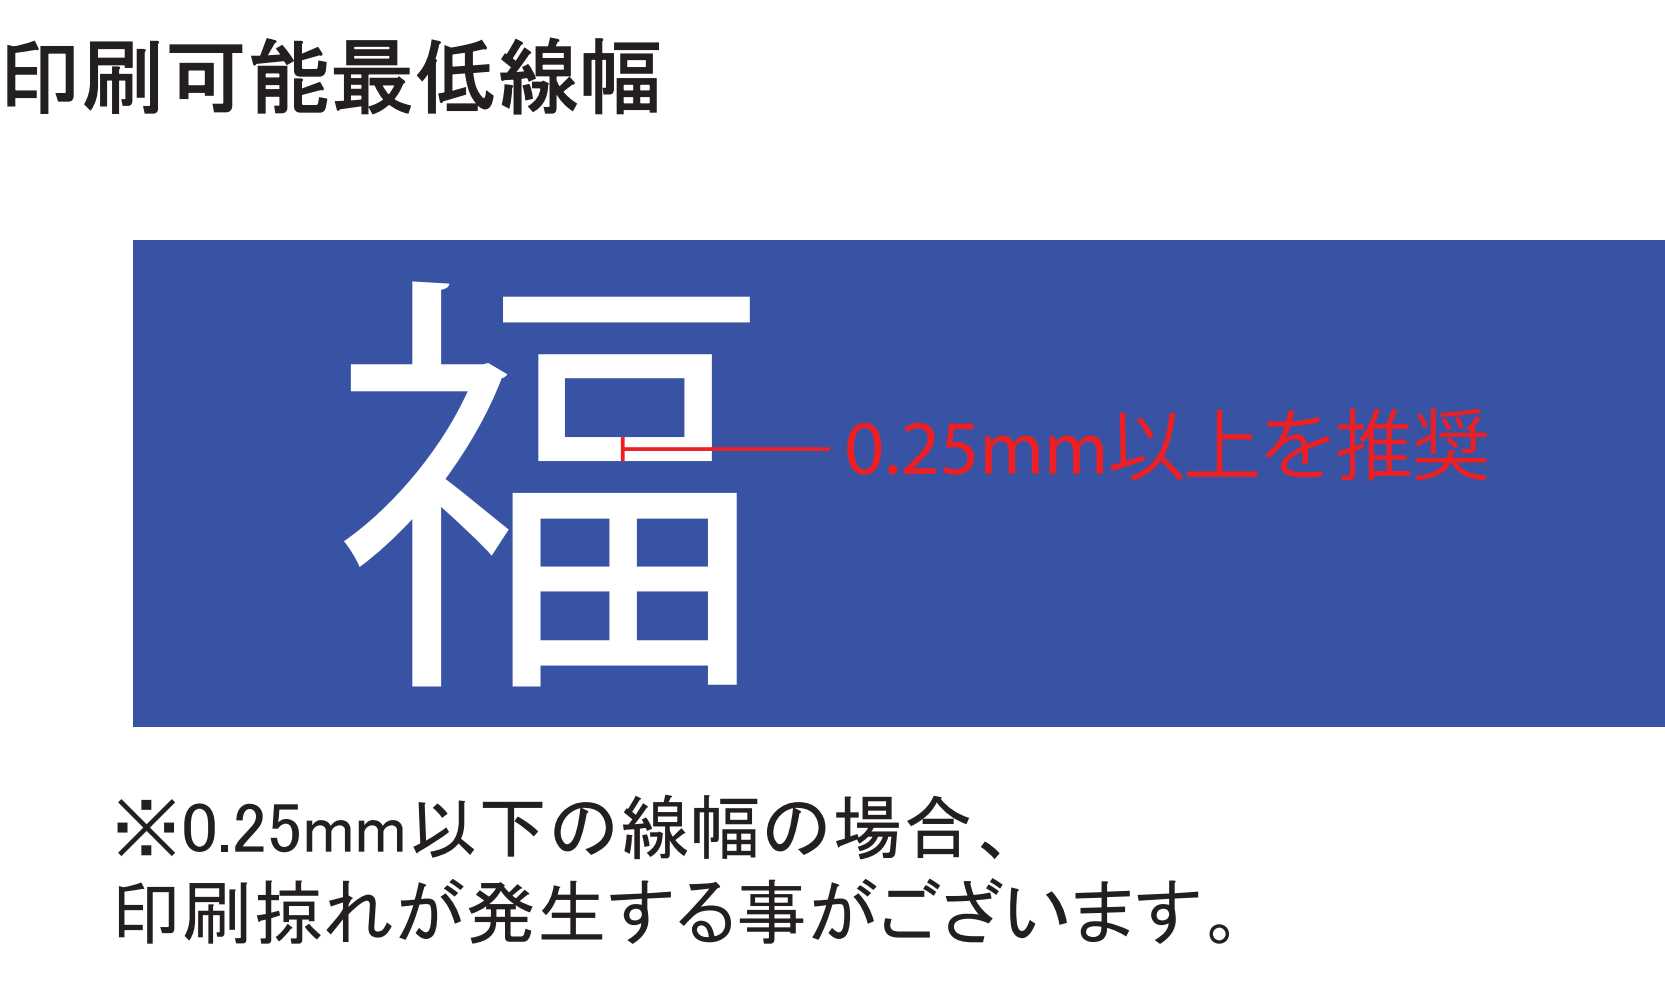 印刷可能最低線幅
福
0.25mm以上を推奨
※0.25mm以下の線幅の場合、
印刷掠れが発生する事がございます。